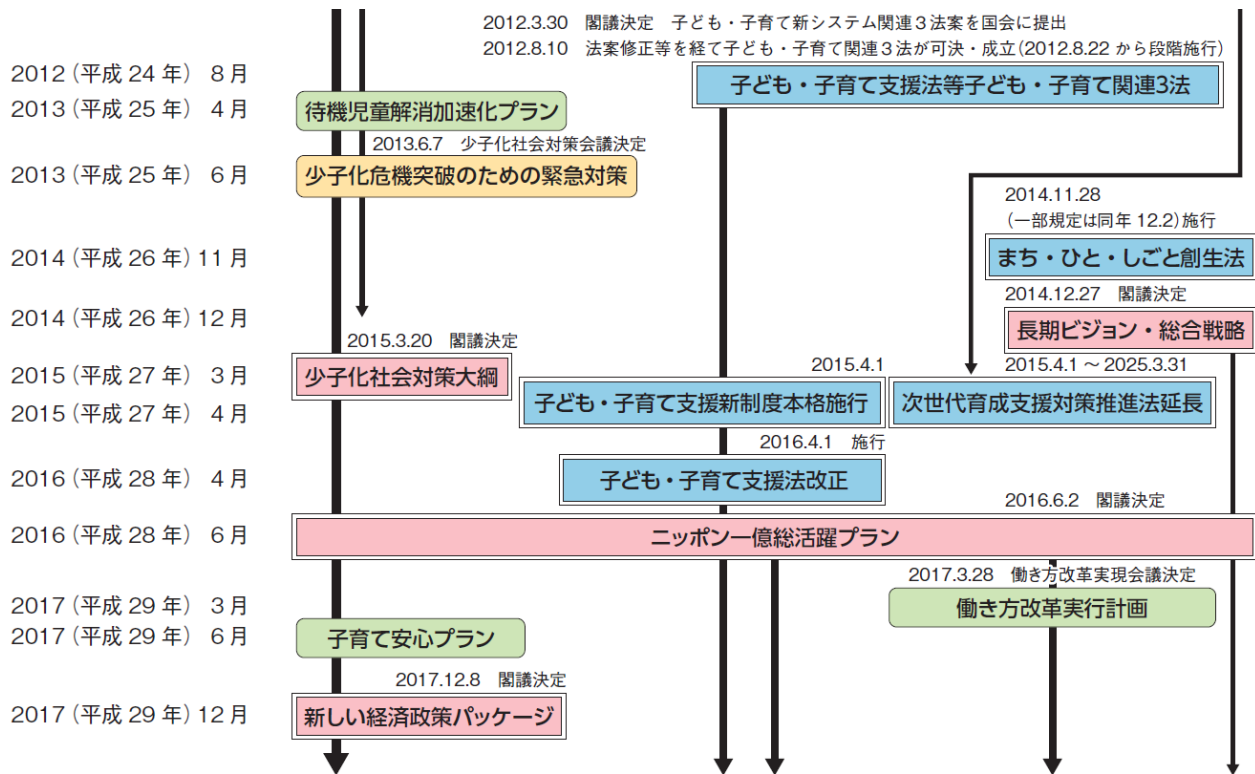 2012.3.30 閣議決定 子ども・子育て新システム関連3法案を国会に提出
2012.8.10 法案修正等を経て子ども・子育て関連3法が可決・成立(2012.8.22 から段階施行)
2012(平成 24 年) 8 月
子ども・子育て支援法等子ども・子育て関連3法
2013(平成 25 年) 4 月
待機児童解消加速化プラン
2013.6.7 少子化社会対策会議決定
2013(平成 25 年) 6 月
少子化危機突破のための緊急対策
2014.11.28
(一部規定は同年 12.2)施行
2014(平成 26 年)11 月
まち・ひと・しごと創生法
2014.12.27 閣議決定
2014(平成 26 年)12 月
長期ビジョン・総合戦略
2015.3.20 閣議決定
2015(平成 27 年) 3 月
少子化社会対策大綱
2015.4.1
2015.4.1 ~ 2025.3.31
2015(平成 27 年) 4 月
子ども・子育て支援新制度本格施行
次世代育成支援対策推進法延長
2016.4.1 施行
2016(平成 28 年) 4 月
子ども・子育て支援法改正
2016.6.2 閣議決定
2016(平成 28 年) 6 月
ニッポン一億総活躍プラン
2017.3.28 働き方改革実現会議決定
2017(平成 29 年) 3 月
働き方改革実行計画
2017(平成 29 年) 6 月
子育て安心プラン
2017.12.8 閣議決定
2017(平成 29 年)12 月
新しい経済政策パッケージ